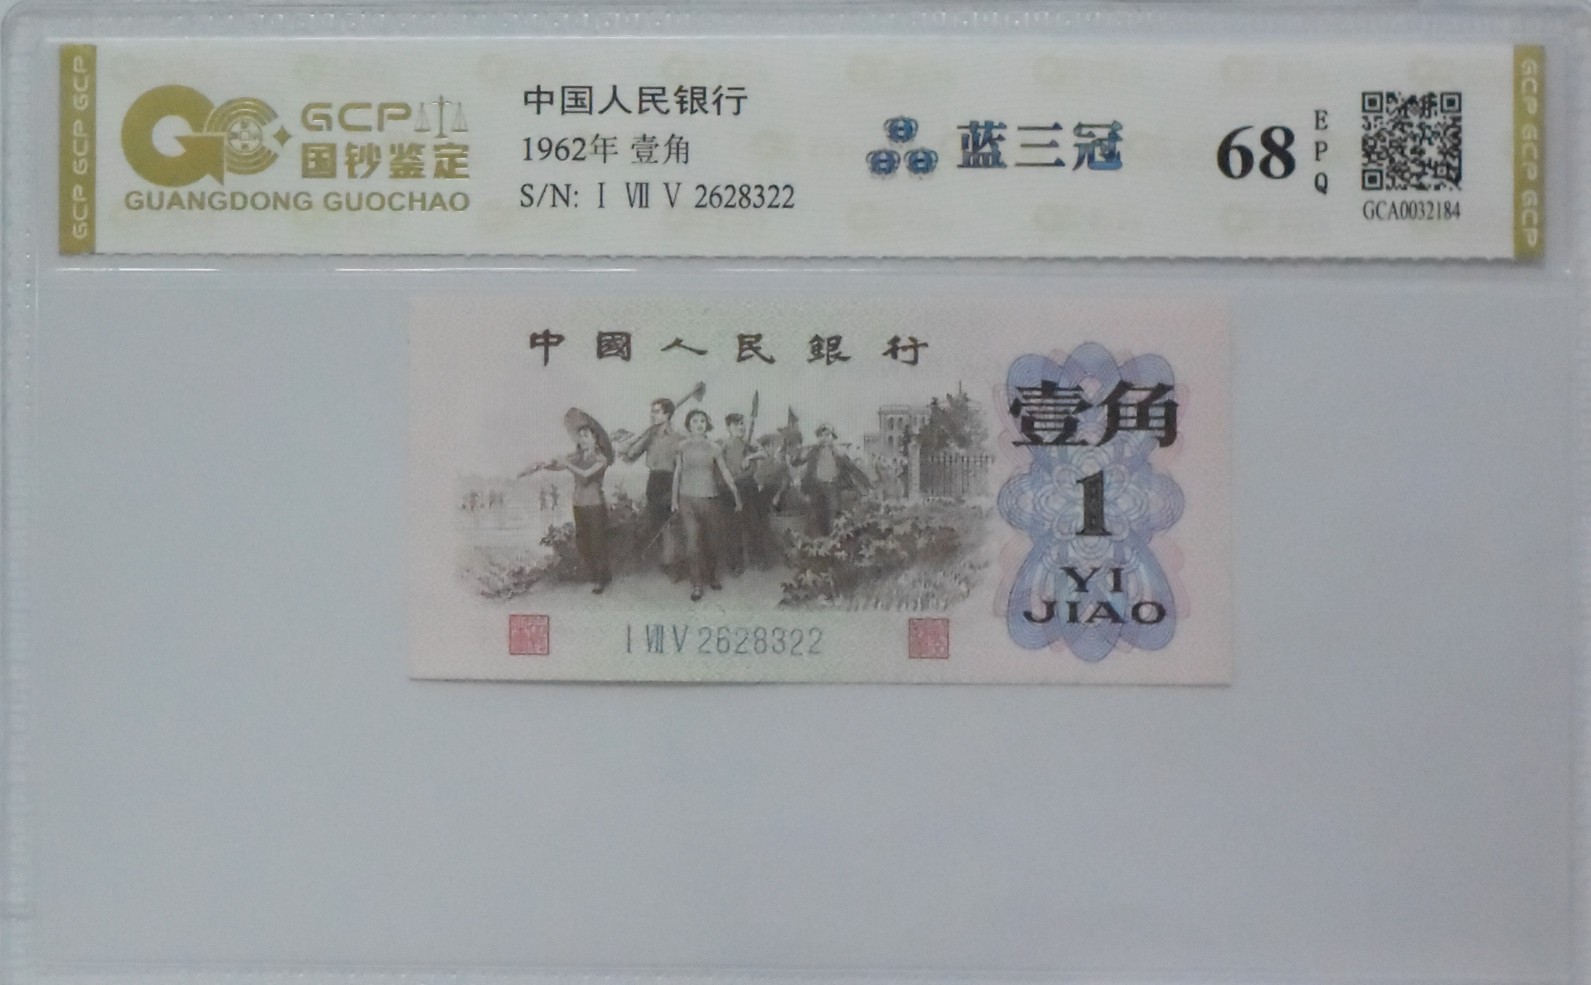 GCP GCP GCP
GCP
国钞鉴定
GUANGDONG GUOCHAO
中国人民银行
1962年 壹角
S/N: Ⅰ Ⅶ Ⅴ 2628322
蓝三冠
68
EPQ
GCA0032184
GCP GCP GCP
中國人民銀行
壹角
1
YI
JIAO
Ⅰ Ⅶ Ⅴ 2628322